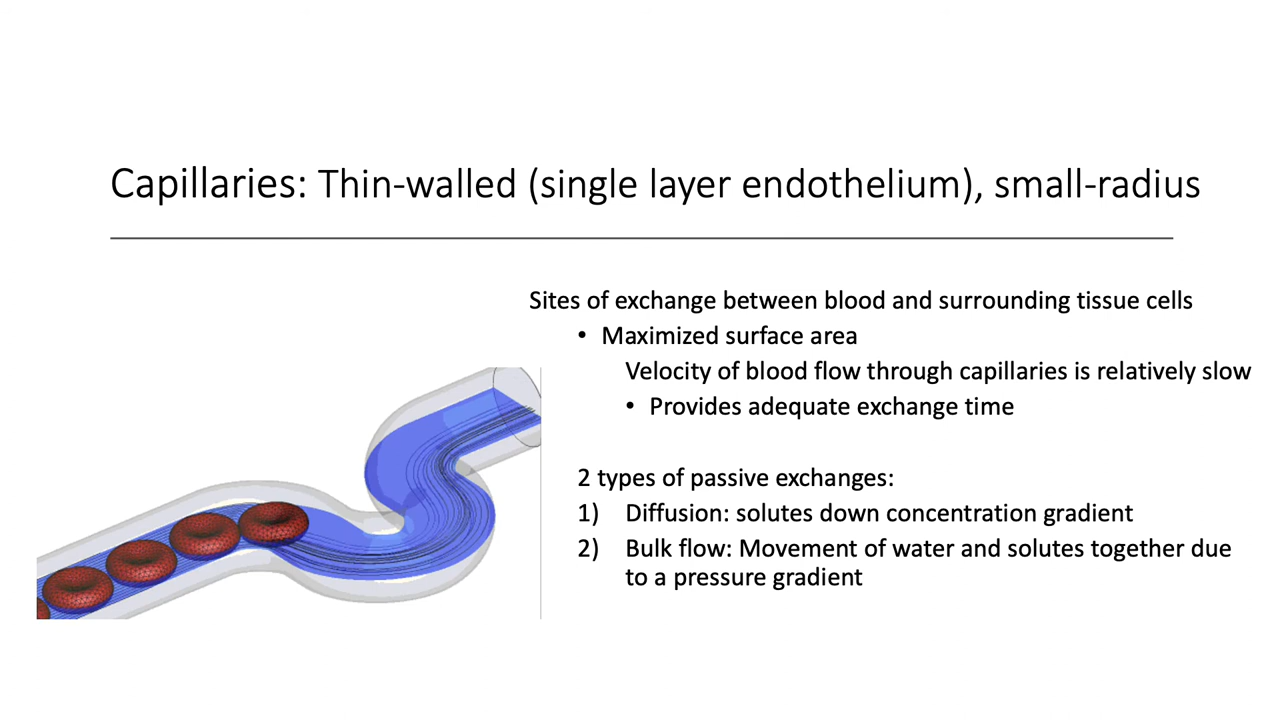 Capillaries: Thin-walled (single layer endothelium), small-radius
Sites of exchange between blood and surrounding tissue cells
• Maximized surface area
Velocity of blood flow through capillaries is relatively slow
• Provides adequate exchange time
2 types of passive exchanges:
1) Diffusion: solutes down concentration gradient
2) Bulk flow: Movement of water and solutes together due
to a pressure gradient